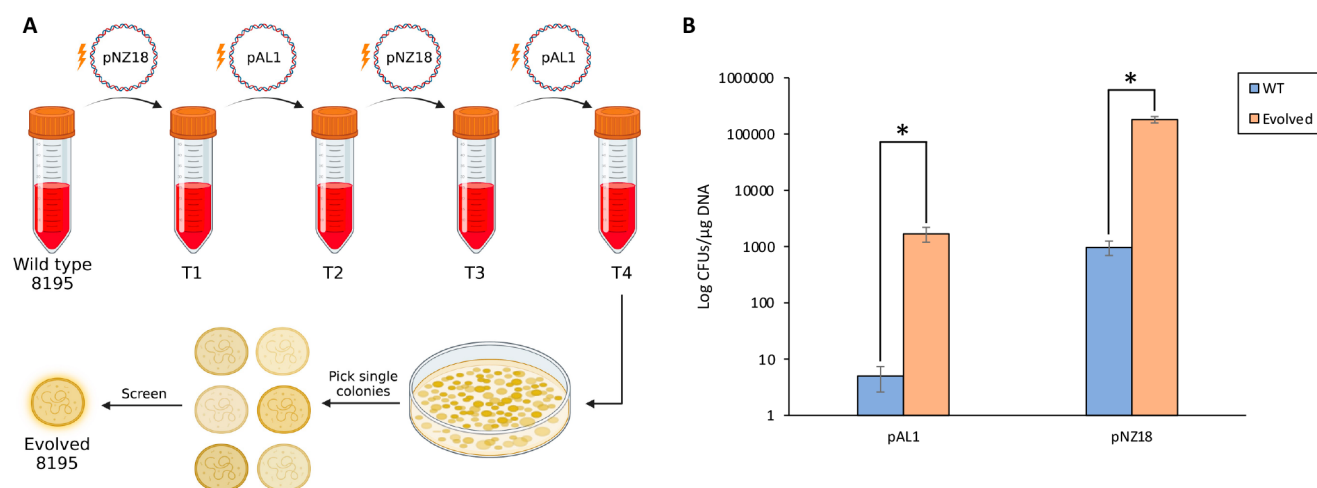 A
pNZ18
pAL1
pNZ18
pAL1
Wild type
8195
T1
T2
T3
T4
Pick single
colonies
Screen
Evolved
8195
B
Log CFUs/µg DNA
1000000
100000
10000
1000
100
10
1
*
*
pAL1
pNZ18
WT
Evolved